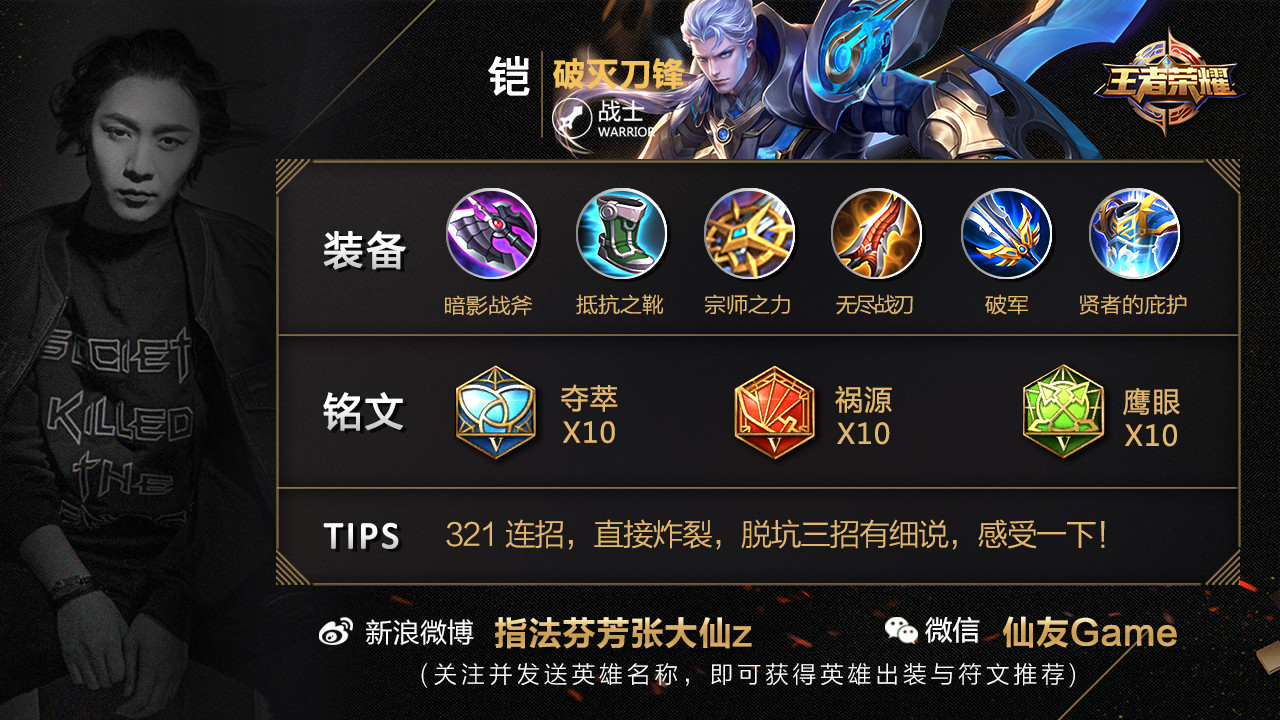 铠
破灭刀锋
战士
WARRIOR
王者荣耀
SOCIET
KILLED
THE
装备
暗影战斧
抵抗之靴
宗师之力
无尽战刃
破军
贤者的庇护
铭文
V
夺萃
X10
V
祸源
X10
V
鹰眼
X10
TIPS
321 连招，直接炸裂，脱坑三招有细说，感受一下！
新浪微博 指法芬芳张大仙z
微信 仙友Game
（关注并发送英雄名称，即可获得英雄出装与符文推荐）